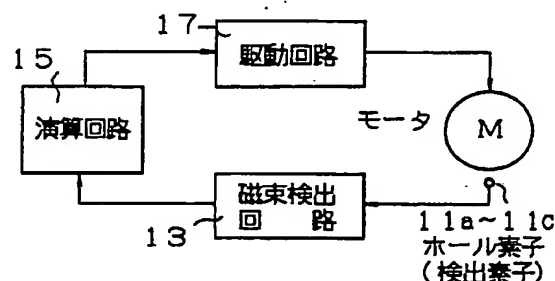 17
駆動回路
15
演算回路
モータ
M
磁束検出
回　路
13
11a~11c
ホール素子
(検出素子)